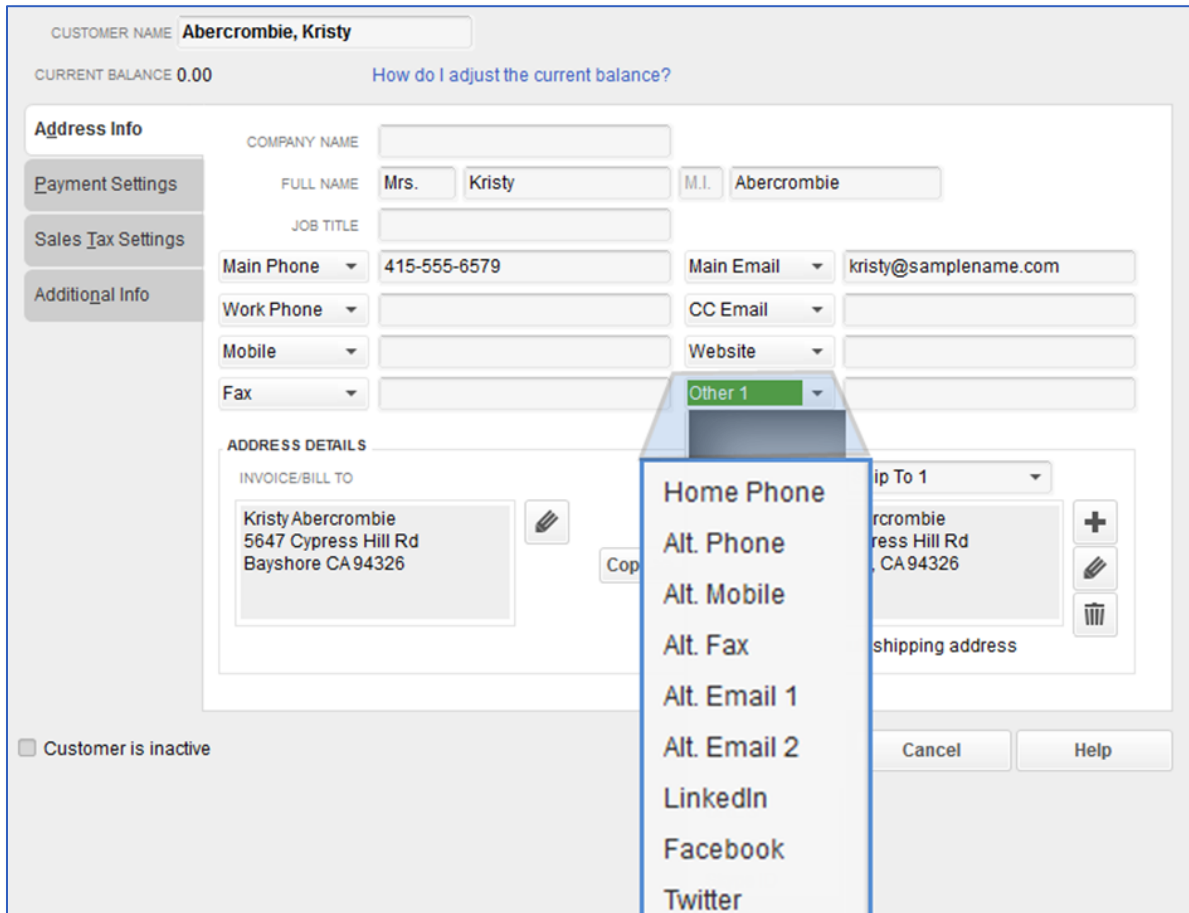 CUSTOMER NAME Abercrombie, Kristy
CURRENT BALANCE 0.00 How do I adjust the current balance?
Address Info
Payment Settings
Sales Tax Settings
Additional Info
COMPANY NAME
FULL NAME Mrs. Kristy M.I. Abercrombie
JOB TITLE
Main Phone 415-555-6579 Main Email kristy@samplename.com
Work Phone CC Email
Mobile Website
Fax Other 1
ADDRESS DETAILS
INVOICE/BILL TO
Kristy Abercrombie
5647 Cypress Hill Rd
Bayshore CA 94326
Cop
ip To 1
rcrombie
ress Hill Rd
, CA 94326
shipping address
Home Phone
Alt. Phone
Alt. Mobile
Alt. Fax
Alt. Email 1
Alt. Email 2
LinkedIn
Facebook
Twitter
Customer is inactive
Cancel Help